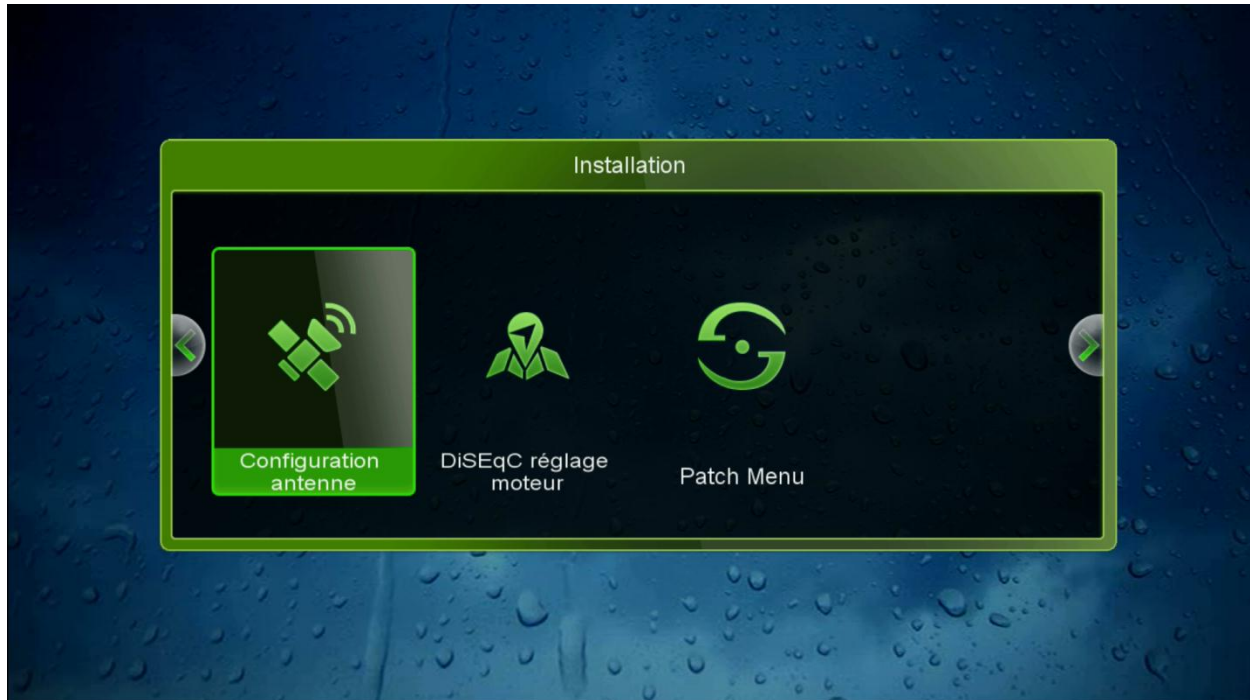 Installation
Configuration
antenne
DiSEqC réglage
moteur
Patch Menu